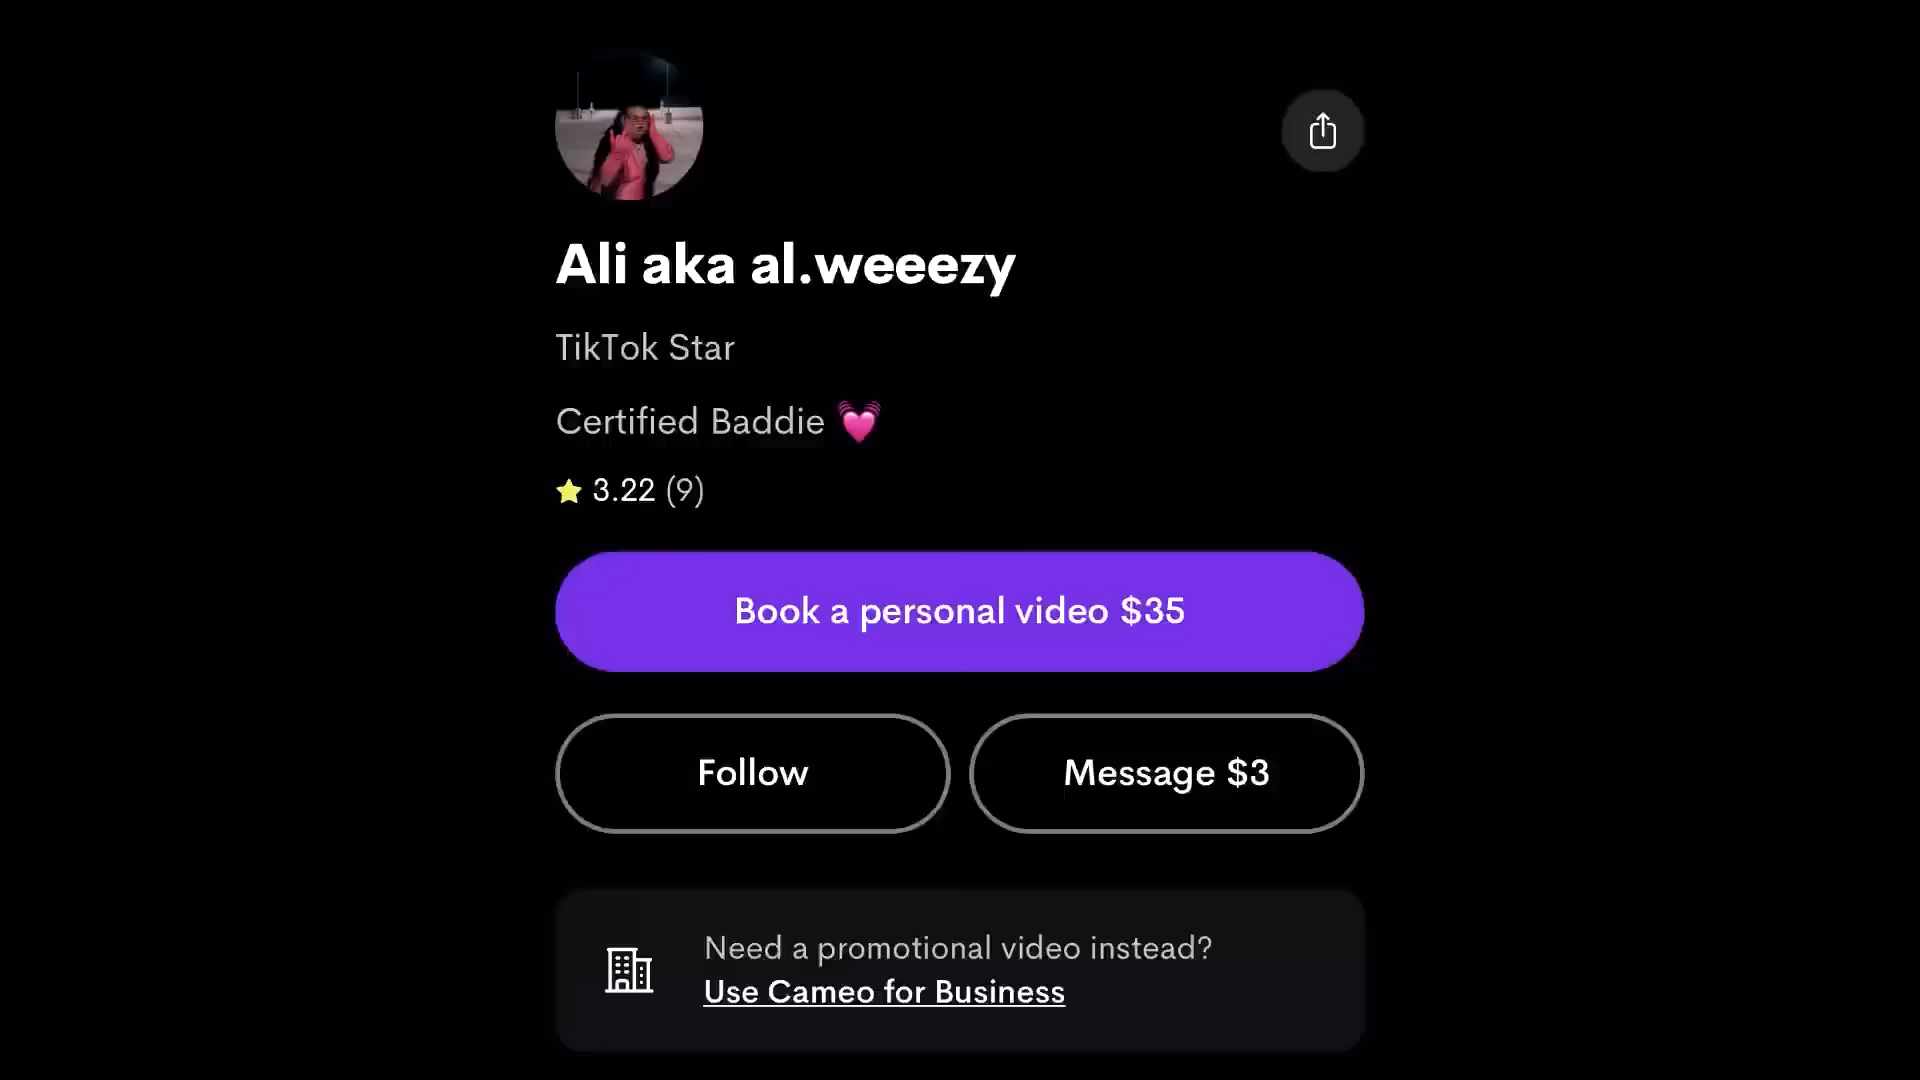 Ali aka al.weeezy
TikTok Star
Certified Baddie 💓
3.22 (9)
Book a personal video $35
Follow
Message $3
Need a promotional video instead?
Use Cameo for Business